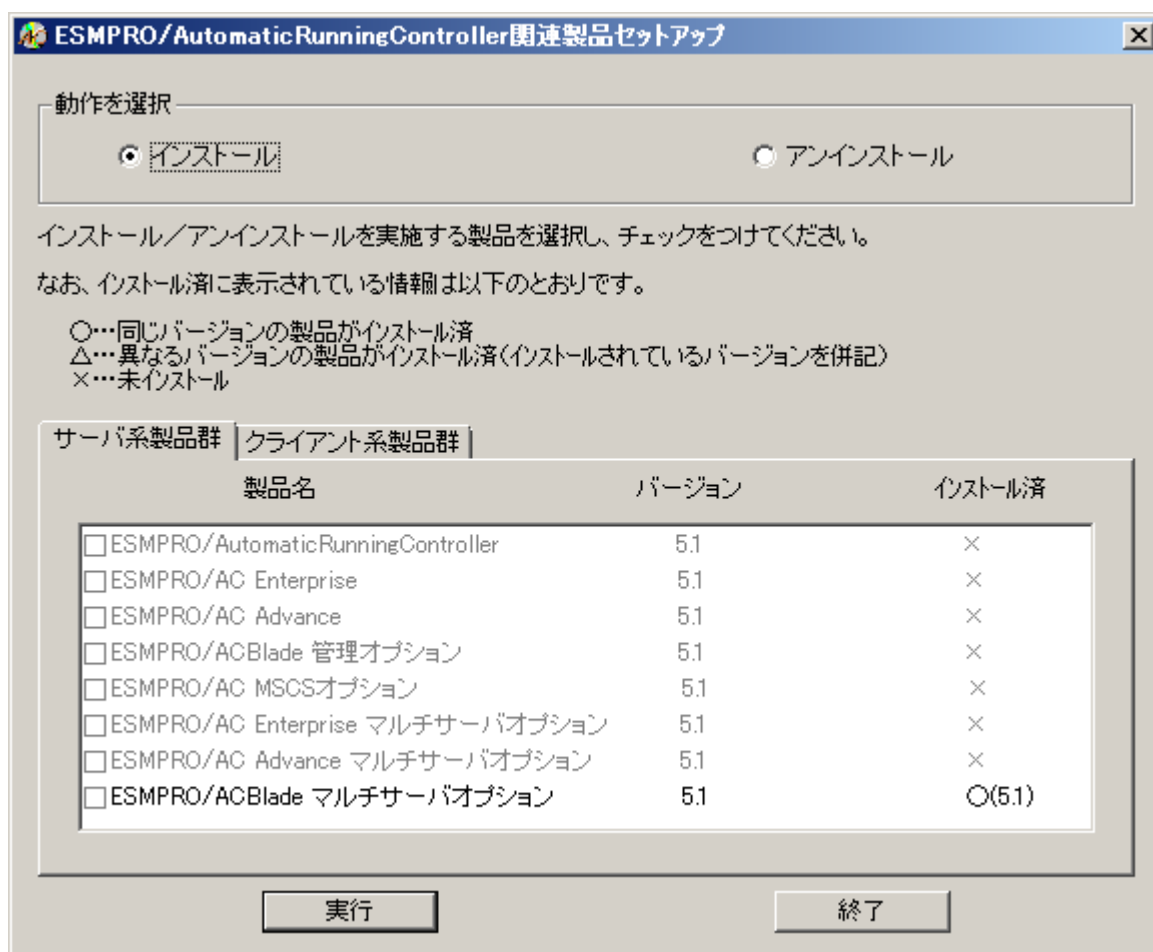 ESMPRO/AutomaticRunningController関連製品セットアップ
動作を選択
インストール アンインストール
インストール/アンインストールを実施する製品を選択し、チェックをつけてください。
なお、インストール済に表示されている情報は以下のとおりです。
○…同じバージョンの製品がインストール済
△…異なるバージョンの製品がインストール済(インストールされているバージョンを併記)
×…未インストール
サーバ系製品群 クライアント系製品群
製品名 バージョン インストール済
ESMPRO/AutomaticRunningController 5.1 ×
ESMPRO/AC Enterprise 5.1 ×
ESMPRO/AC Advance 5.1 ×
ESMPRO/ACBlade 管理オプション 5.1 ×
ESMPRO/AC MSCSオプション 5.1 ×
ESMPRO/AC Enterprise マルチサーバオプション 5.1 ×
ESMPRO/AC Advance マルチサーバオプション 5.1 ×
ESMPRO/ACBlade マルチサーバオプション 5.1 ○(5.1)
実行 終了